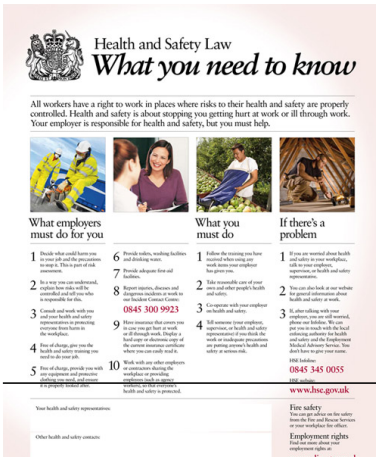 Health and Safety Law
What you need to know
All workers have a right to work in places where risks to their health and safety are properly
controlled. Health and safety is about stopping you getting hurt at work or ill through work.
Your employer is responsible for health and safety, but you must help.
What employers
must do for you
1 Decide what could harm you
in your job and the precautions
to stop it. This is part of risk
assessment.
2 In a way you can understand,
explain how risks will be
controlled and tell you who
is responsible for this.
3 Consult and work with you
and your health and safety
representatives in protecting
everyone from harm in
the workplace.
4 Free of charge, give you the
health and safety training you
need to do your job.
5 Free of charge, provide you with
any equipment and protective
clothing you need, and ensure
it is properly looked after.
6 Provide toilets, washing facilities
and drinking water.
7 Provide adequate first-aid
facilities.
8 Report injuries, diseases and
dangerous incidents at work to
our Incident Contact Centre:
0845 300 9923
9 Have insurance that covers you
in case you get hurt at work
or ill through work. Display a
hard copy or electronic copy of
the current insurance certificate
where you can easily read it.
10 Work with any other employers
or contractors sharing the
workplace or providing
employees (such as agency
workers), so that everyone's
health and safety is protected.
What you
must do
1 Follow the training you have
received when using any
work items your employer
has given you.
2 Take reasonable care of your
own and other people's health
and safety.
3 Co-operate with your employer
on health and safety.
4 Tell someone (your employer,
supervisor, or health and safety
representative) if you think the
work or inadequate precautions
are putting anyone's health and
safety at serious risk.
If there's a
problem
1 If you are worried about health
and safety in your workplace,
talk to your employer,
supervisor, or health and safety
representative.
2 You can also look at our website
for general information about
health and safety at work.
3 If, after talking with your
employer, you are still worried,
phone our Infoline. We can
put you in touch with the local
enforcing authority for health
and safety and the Employment
Medical Advisory Service. You
don't have to give your name.
HSE Infoline:
0845 345 0055
HSE website:
www.hse.gov.uk
Fire safety
You can get advice on fire safety
from the Fire and Rescue Services
or your workplace fire officer.
Employment rights
Find out more about your
employment rights at:
Your health and safety representatives:
Other health and safety contacts: